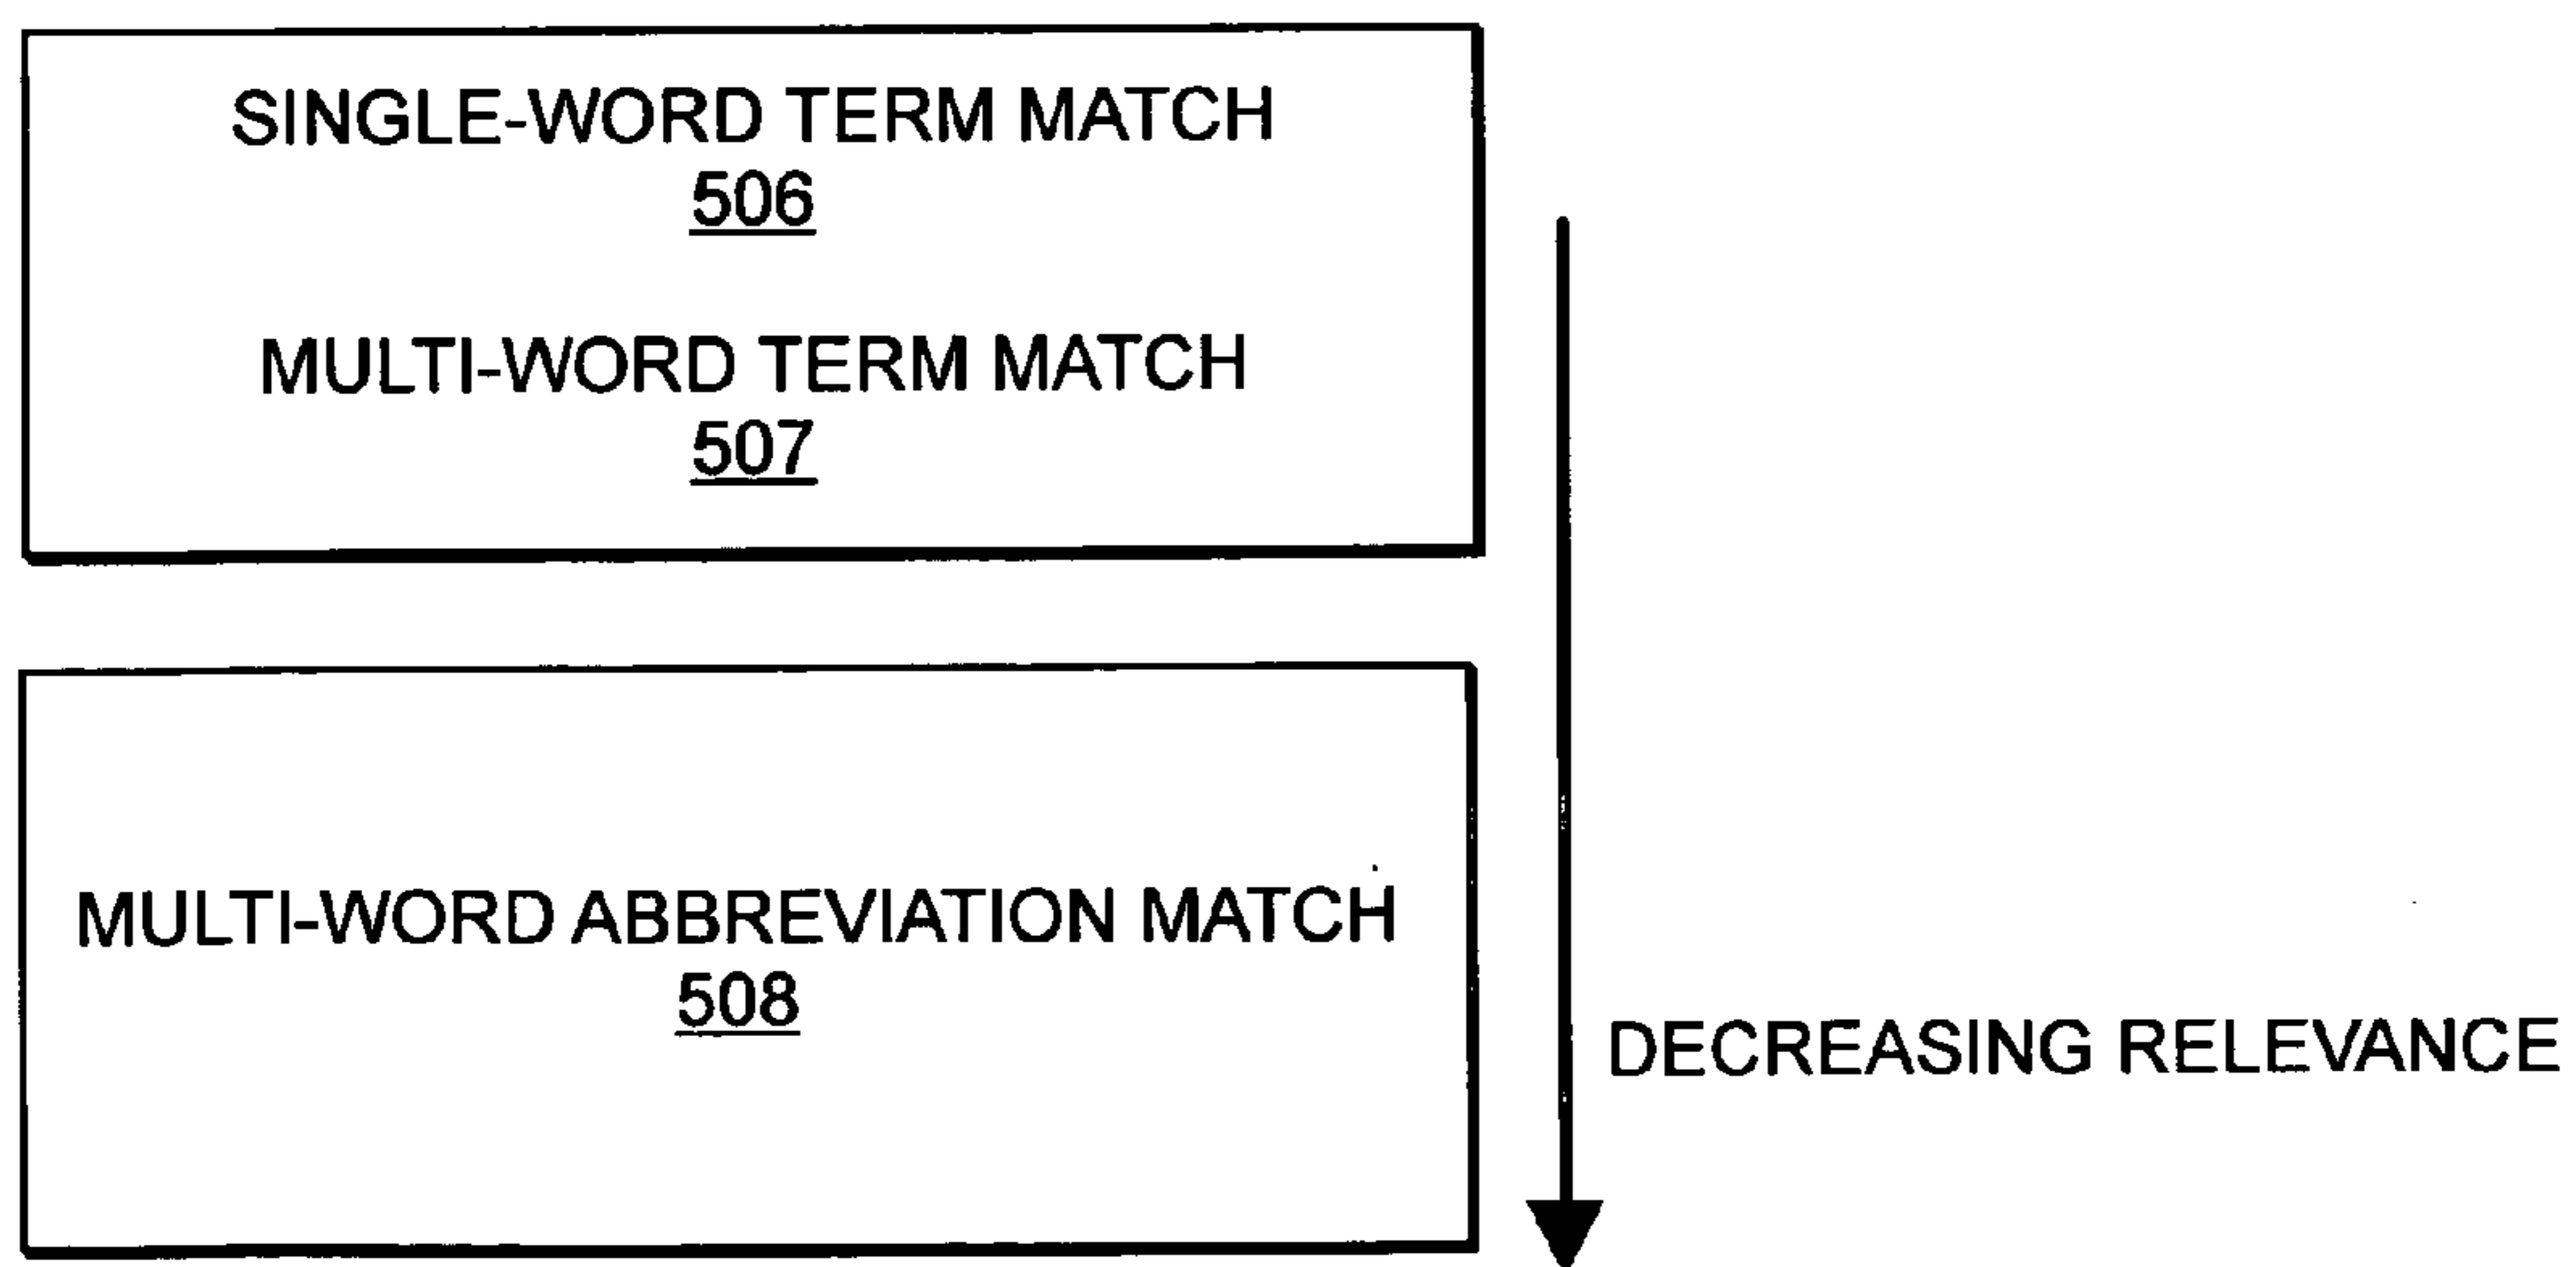 SINGLE-WORD TERM MATCH
506
MULTI-WORD TERM MATCH
507
MULTI-WORD ABBREVIATION MATCH
508
DECREASING RELEVANCE